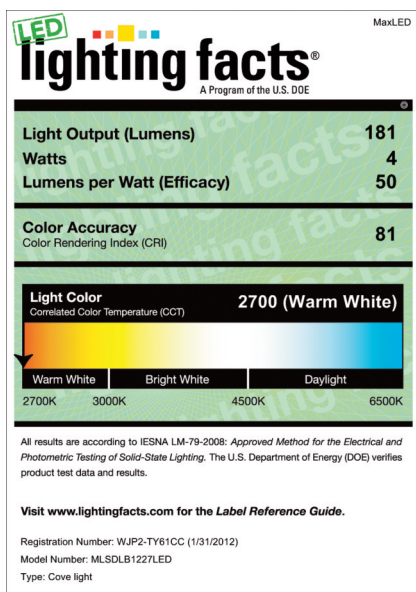 MaxLED
LED
lighting facts®
A Program of the U.S. DOE
Light Output (Lumens) 181
Watts 4
Lumens per Watt (Efficacy) 50
Color Accuracy
Color Rendering Index (CRI) 81
Light Color
Correlated Color Temperature (CCT) 2700 (Warm White)
Warm White Bright White Daylight
2700K 3000K 4500K 6500K
All results are according to IESNA LM-79-2008: Approved Method for the Electrical and
Photometric Testing of Solid-State Lighting. The U.S. Department of Energy (DOE) verifies
product test data and results.
Visit www.lightingfacts.com for the Label Reference Guide.
Registration Number: WJP2-TY61CC (1/31/2012)
Model Number: MLSDLB1227LED
Type: Cove light